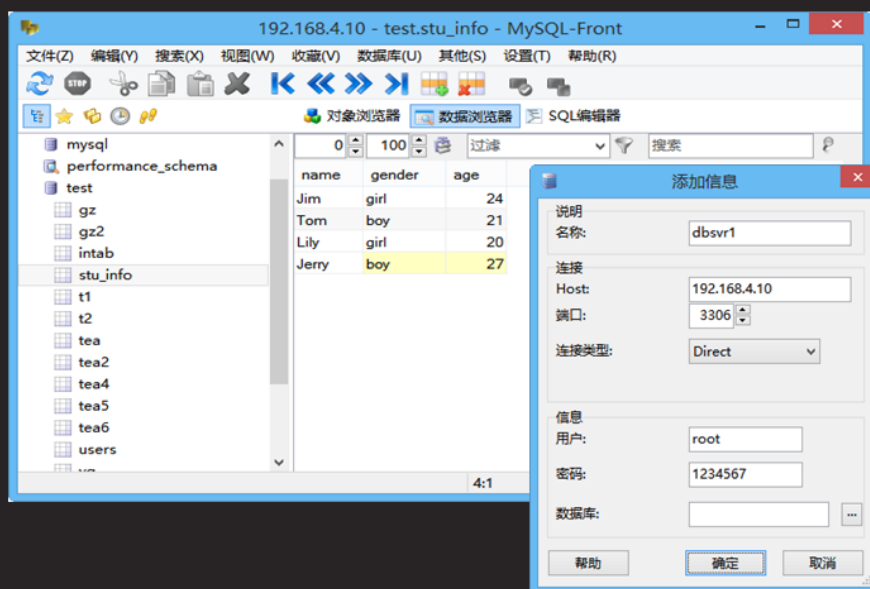 192.168.4.10 - test.stu_info - MySQL-Front
文件(Z) 编辑(Y) 搜索(X) 视图(W) 收藏(V) 数据库(U) 其他(S) 设置(T) 帮助(R)
STOP
对象浏览器 数据浏览器 SQL编辑器
mysql
performance_schema
test
gz
gz2
intab
stu_info
t1
t2
tea
tea2
tea4
tea5
tea6
users
0 100 过滤 搜索
name gender age
Jim girl 24
Tom boy 21
Lily girl 20
Jerry boy 27
4:1
添加信息
说明
名称: dbsvr1
连接
Host: 192.168.4.10
端口: 3306
连接类型: Direct
信息
用户: root
密码: 1234567
数据库: ...
帮助 确定 取消